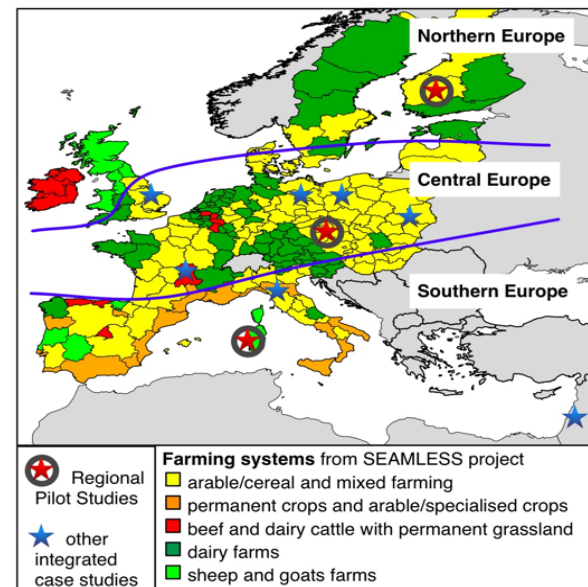 Northern Europe
Central Europe
Southern Europe
Regional
Pilot Studies
other
integrated
case studies
Farming systems from SEAMLESS project
arable/cereal and mixed farming
permanent crops and arable/specialised crops
beef and dairy cattle with permanent grassland
dairy farms
sheep and goats farms